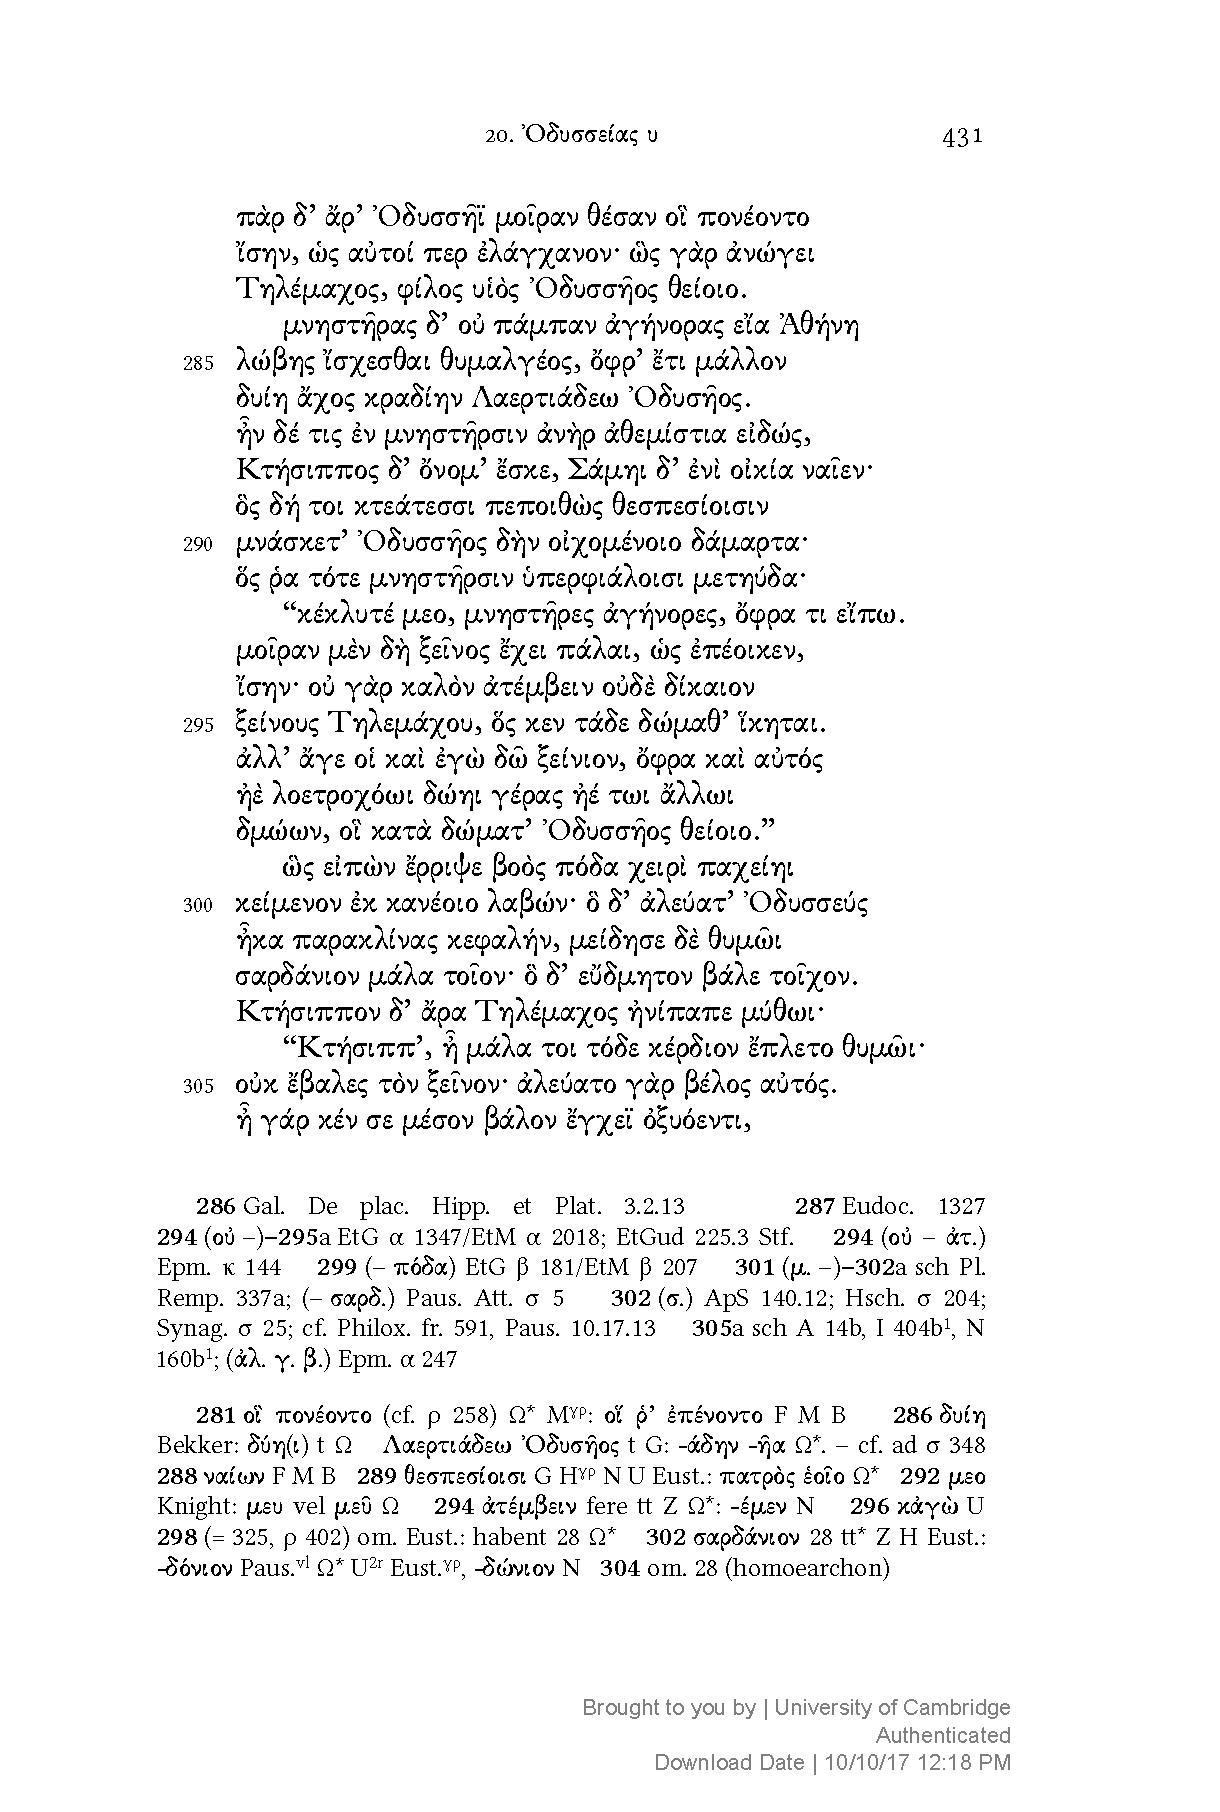 20. Ὀδυσσείας υ 431
πὰρ δ’ ἄρ’ Ὀδυσσῆϊ μοῖραν θέσαν οἳ πονέοντο
ἴσην, ὡς αὐτοί περ ἐλάγχανον· ὣς γὰρ ἀνώγει
Τηλέμαχος, φίλος υἱὸς Ὀδυσσῆος θείοιο.
μνηστῆρας δ’ οὐ πάμπαν ἀγήνορας εἴα Ἀθήνη
285 λώβης ἴσχεσθαι θυμαλγέος, ὄφρ’ ἔτι μάλλον
δυίη ἄχος κραδίην Λαερτιάδεω Ὀδυσῆος.
ἦν δέ τις ἐν μνηστῆρσιν ἀνὴρ ἀθεμίστια εἰδώς,
Κτήσιππος δ’ ὄνομ’ ἔσκε, Σάμηι δ’ ἐνὶ οἰκία ναῖεν·
ὃς δή τοι κτεάτεσσι πεποιθὼς θεσπεσίοισιν
290 μνάσκετ’ Ὀδυσσῆος δὴν οἰχομένοιο δάμαρτα·
ὅς ῥα τότε μνηστῆρσιν ὑπερφιάλοισι μετηύδα·
“κέκλυτέ μεο, μνηστῆρες ἀγήνορες, ὄφρα τι εἴπω.
μοῖραν μὲν δὴ ξεῖνος ἔχει πάλαι, ὡς ἐπέοικεν,
ἴσην· οὐ γὰρ καλὸν ἀτέμβειν οὐδὲ δίκαιον
295 ξείνους Τηλεμάχου, ὅς κεν τάδε δώμαθ’ ἵκηται.
ἀλλ’ ἄγε οἱ καὶ ἐγὼ δῶ ξείνιον, ὄφρα καὶ αὐτός
ἠὲ λοετροχόωι δώηι γέρας ἠέ τωι ἄλλωι
δμώων, οἳ κατὰ δώματ’ Ὀδυσσῆος θείοιο.”
ὣς εἰπὼν ἔρριψε βοὸς πόδα χειρὶ παχείηι
300 κείμενον ἐκ κανέοιο λαβών· ὃ δ’ ἀλεύατ’ Ὀδυσσεύς
ἦκα παρακλίνας κεφαλήν, μείδησε δὲ θυμῶι
σαρδάνιον μάλα τοῖον· ὃ δ’ εὔδμητον βάλε τοῖχον.
Κτήσιππον δ’ ἄρα Τηλέμαχος ἠνίπαπε μύθωι·
“Κτήσιππ’, ἦ μάλα τοι τόδε κέρδιον ἔπλετο θυμῶι·
305 οὐκ ἔβαλες τὸν ξεῖνον· ἀλεύατο γὰρ βέλος αὐτός.
ἦ γάρ κέν σε μέσον βάλον ἔγχεϊ ὀξυόεντι,
286 Gal. De plac. Hipp. et Plat. 3.2.13 287 Eudoc. 1327
294 (οὐ –)–295a EtG α 1347/EtM α 2018; EtGud 225.3 Stf. 294 (οὐ – ἀτ.)
Epm. κ 144 299 (– πόδα) EtG β 181/EtM β 207 301 (μ. –)–302a sch Pl.
Remp. 337a; (– σαρδ.) Paus. Att. σ 5 302 (σ.) ApS 140.12; Hsch. σ 204;
Synag. σ 25; cf. Philox. fr. 591, Paus. 10.17.13 305a sch A 14b, I 404b¹, N
160b¹; (ἀλ. γ. β.) Epm. α 247
281 οἳ πονέοντο (cf. ρ 258) Ω* Mᵞᵖ: οἵ ῥ’ ἐπένοντο F M B 286 δυίη
Bekker: δύη(ι) t Ω Λαερτιάδεω Ὀδυσῆος t G: -άδην -ῆα Ω*. – cf. ad σ 348
288 ναίων F M B 289 θεσπεσίοισι G Hᵞᵖ N U Eust.: πατρὸς ἑοῖο Ω* 292 μεο
Knight: μευ vel μεῦ Ω 294 ἀτέμβειν fere tt Z Ω*: -έμεν N 296 κἀγὼ U
298 (= 325, ρ 402) om. Eust.: habent 28 Ω* 302 σαρδάνιον 28 tt* Z H Eust.:
-δόνιον Paus.ᵛˡ Ω* U²ʳ Eust.ᵞᵖ, -δώνιον N 304 om. 28 (homoearchon)
Brought to you by | University of Cambridge
Authenticated
Download Date | 10/10/17 12:18 PM